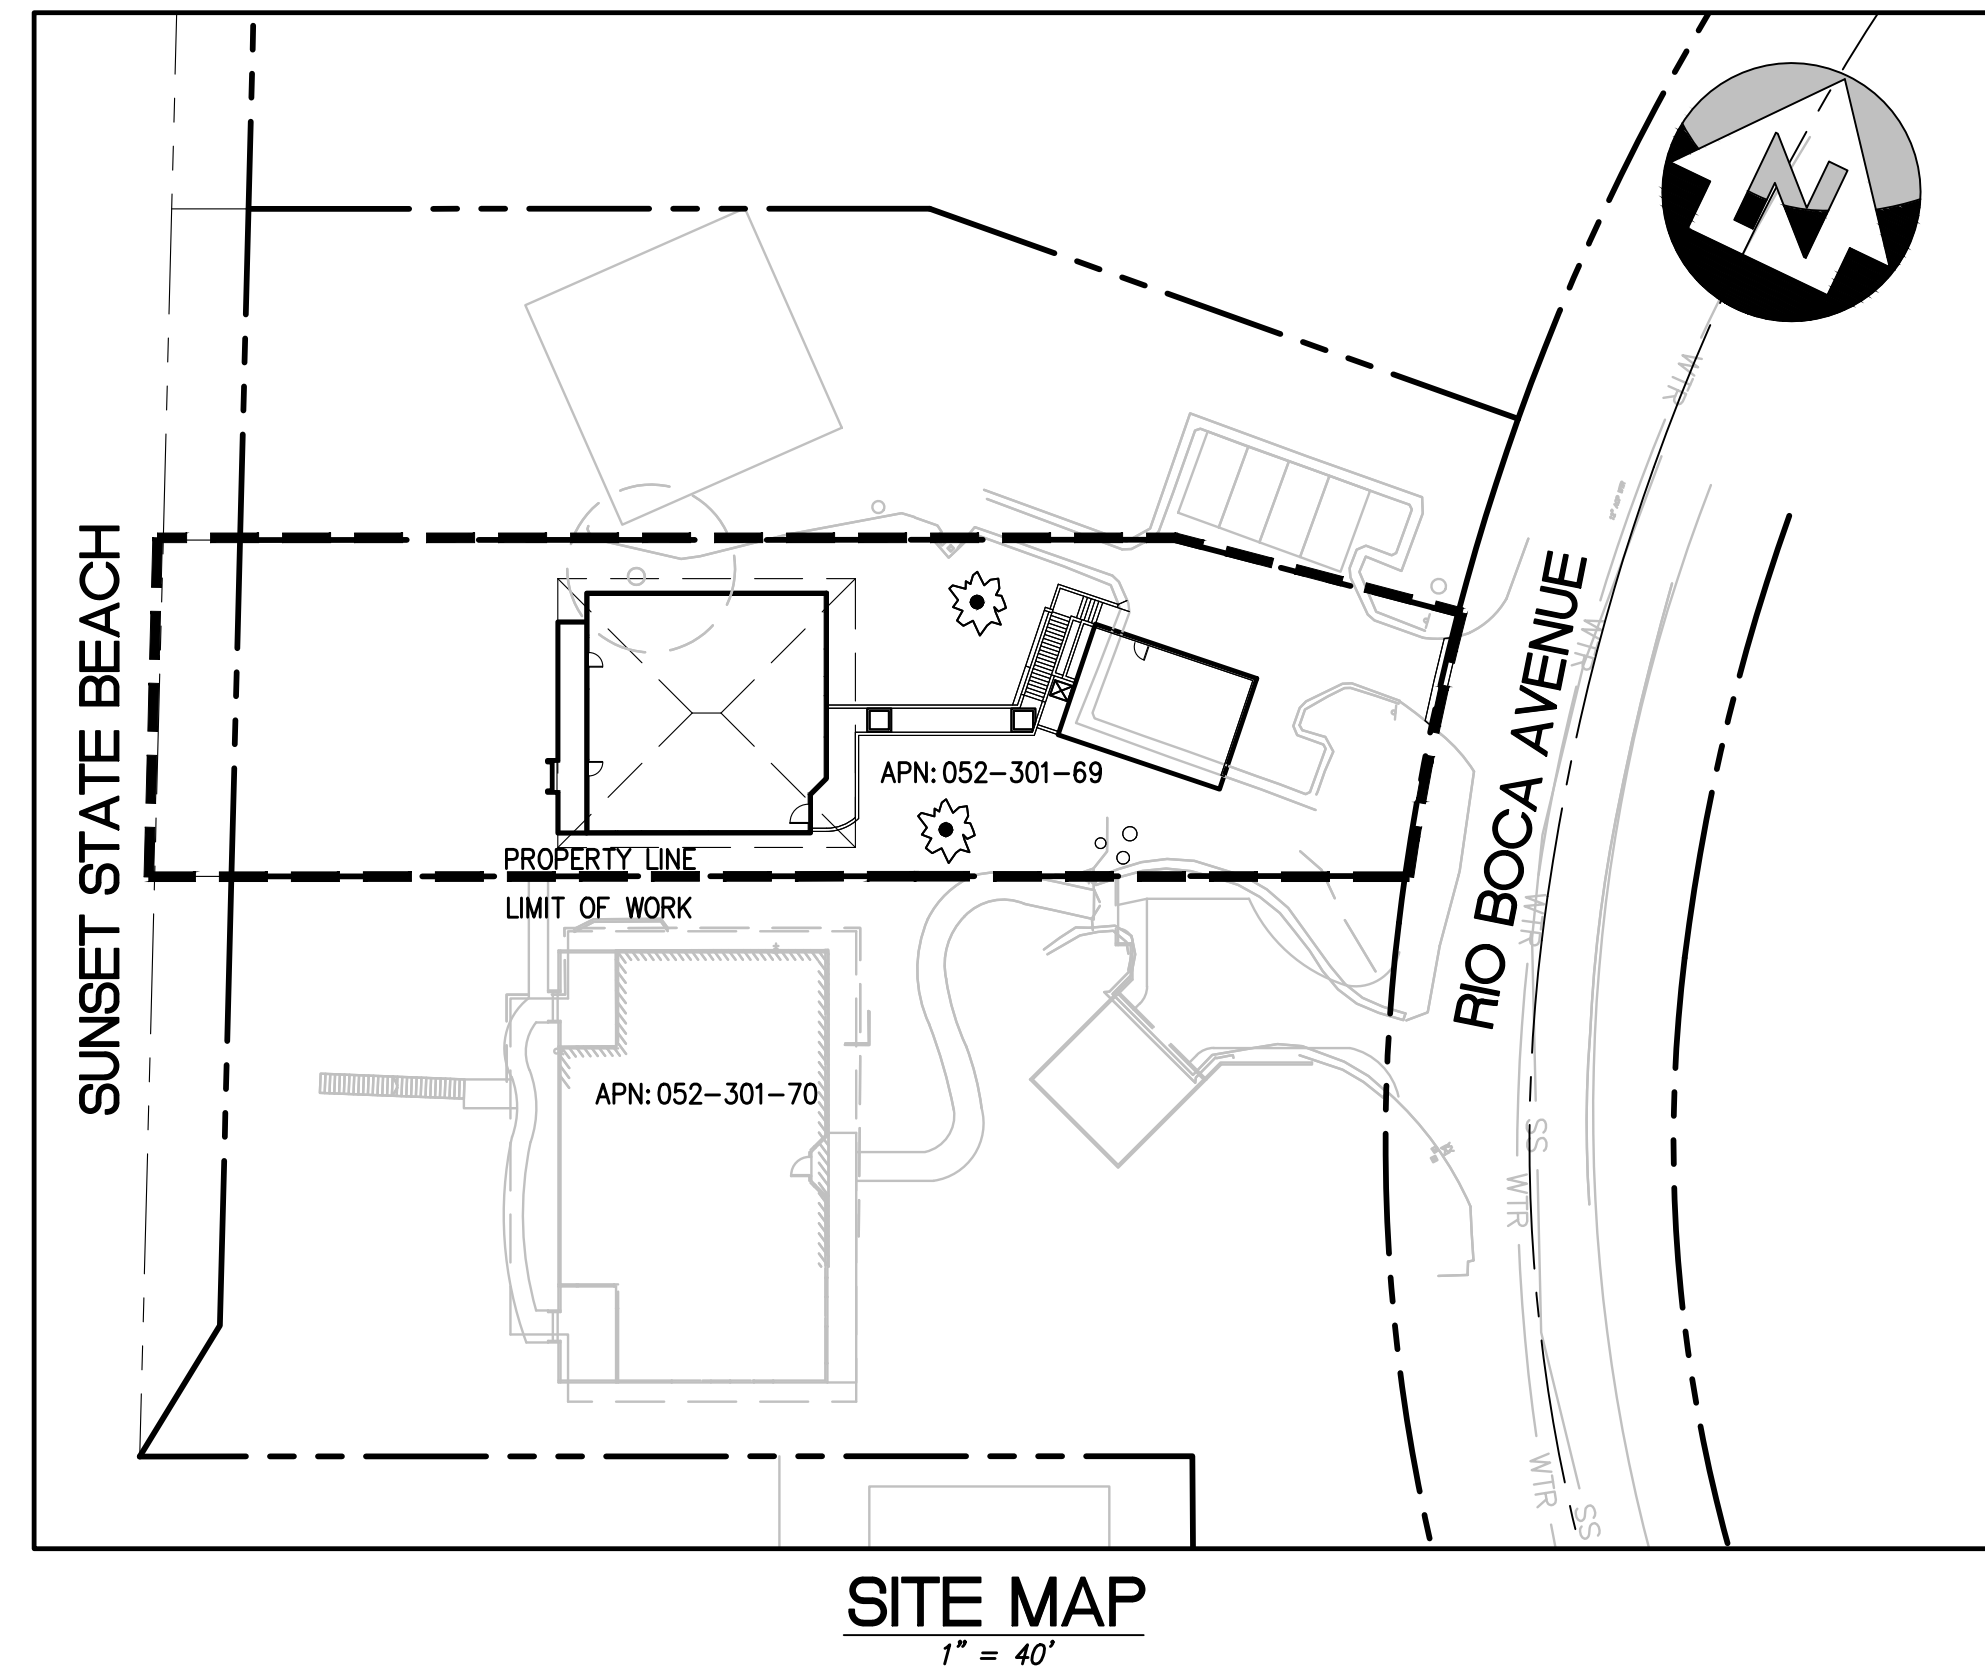 N
WTR
SUNSET STATE BEACH
RIO BOCA AVENUE
WTR
APN: 052-301-69
PROPERTY LINE
LIMIT OF WORK
WTR
APN: 052-301-70
SS
WTR
WTR
SS
SITE MAP
1" = 40'